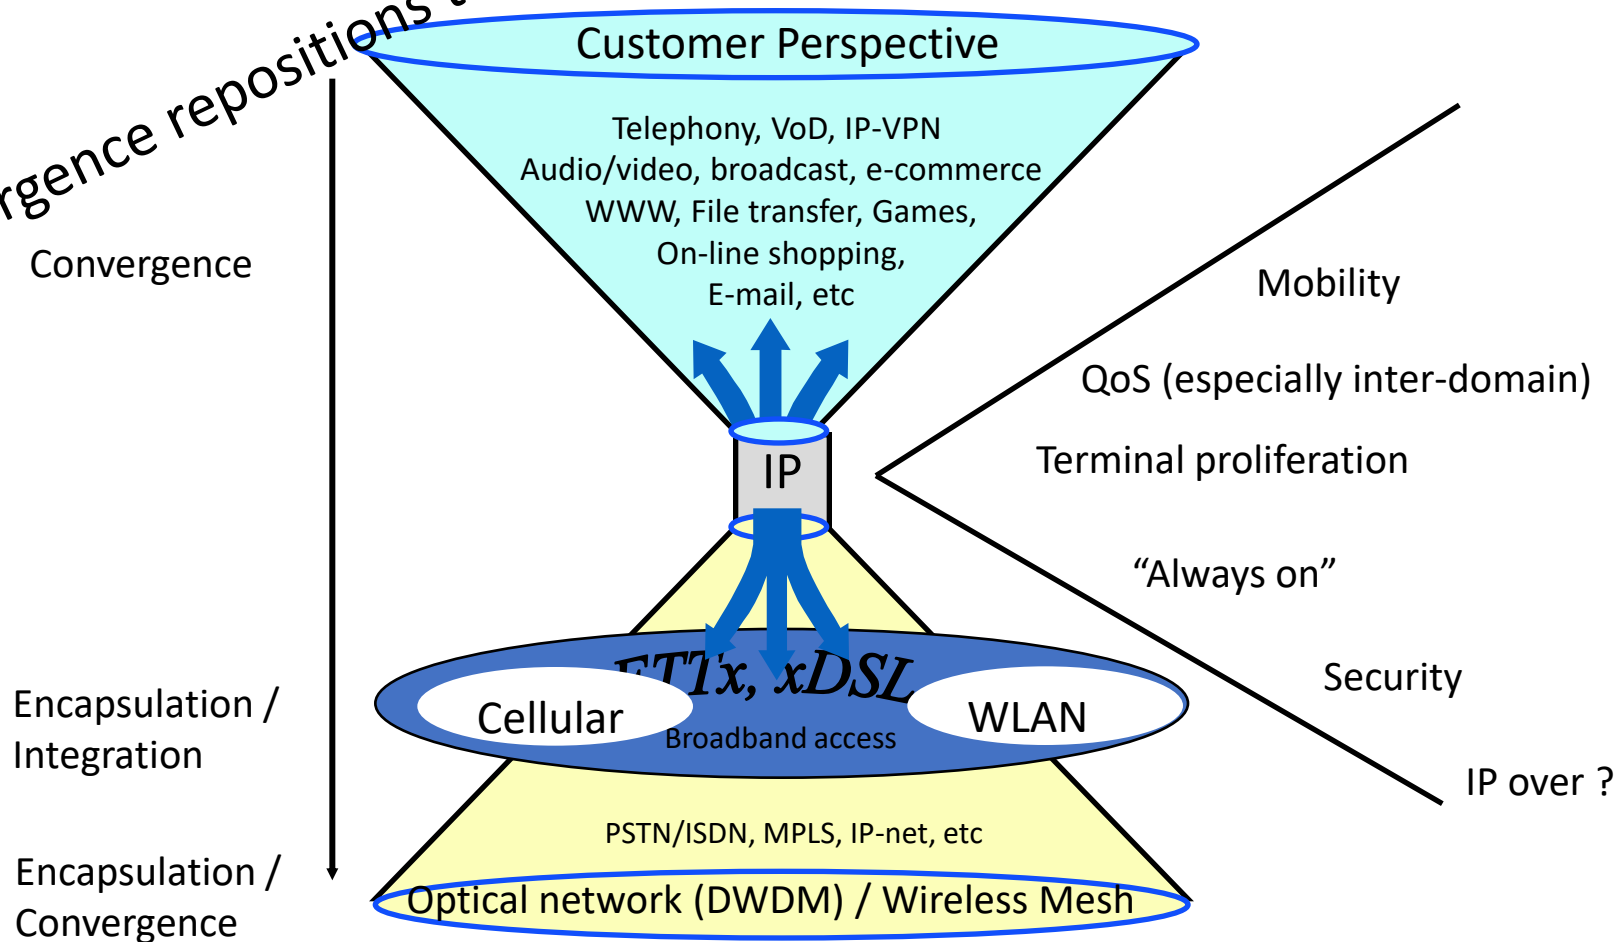 repositions
Customer Perspective
Telephony, VoD, IP-VPN
Audio/video, broadcast, e-commerce
WWW, File transfer, Games,
On-line shopping,
E-mail, etc
Convergence
Mobility
QoS (especially inter-domain)
IP
Terminal proliferation
“Always on”
Security
xDSL
Cellular
WLAN
Broadband access
Encapsulation /
Integration
IP over ?
PSTN/ISDN, MPLS, IP-net, etc
Encapsulation /
Convergence
Optical network (DWDM) / Wireless Mesh